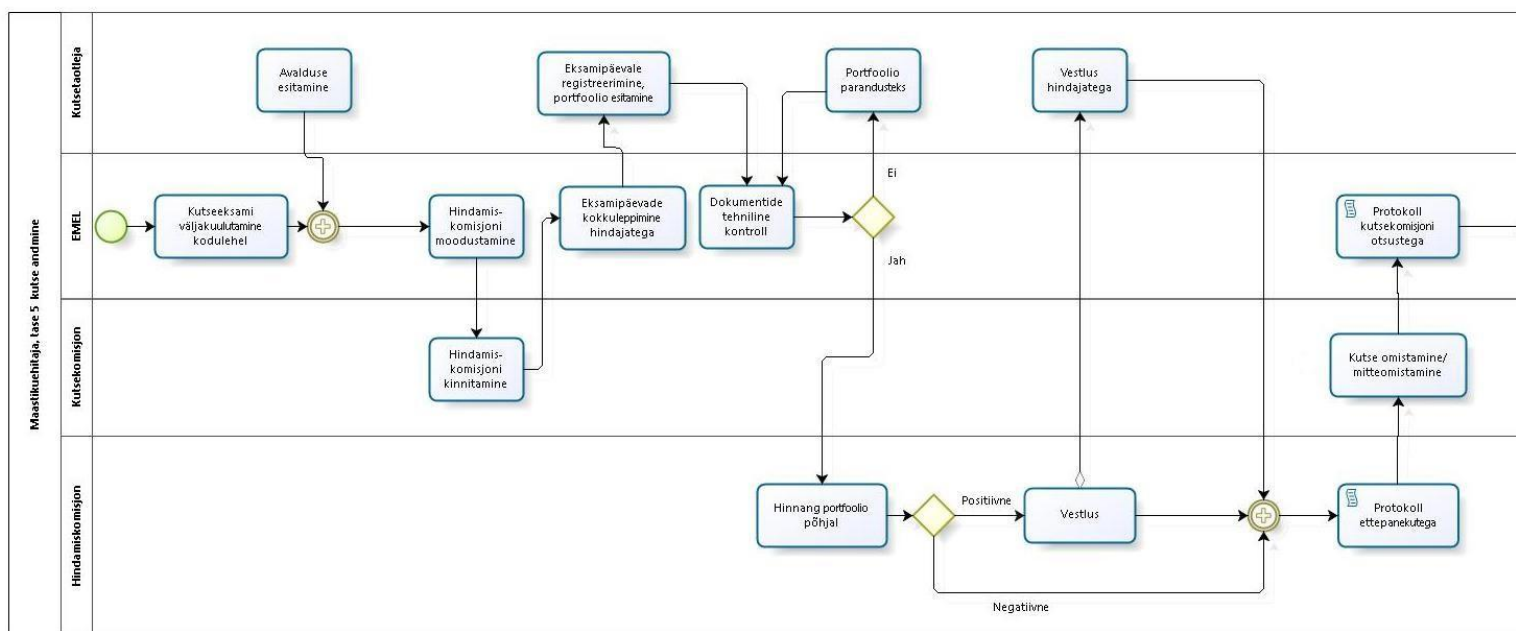 Maastikuehitaja, tase 5 kutse andmine
Kutsetaotleja
Avalduse
esitamine
Eksamipäevale
registreerimine,
portfoolio esitamine
Portfoolio
parandusteks
Vestlus
hindajatega
EMEL
Kutseeksami
väljakuulutamine
kodulehel
Hindamis-
komisjoni
moodustamine
Eksamipäevade
kokkuleppimine
hindajatega
Dokumentide
tehniline
kontroll
Ei
Jah
Protokoll
kutsekomisjoni
otsustega
Kutsekomisjon
Hindamis-
komisjoni
kinnitamine
Kutse omistamine/
mitteomistamine
Hindamiskomisjon
Hinnang portfoolio
põhjal
Positiivne
Negatiivne
Vestlus
Protokoll
ettepanekutega